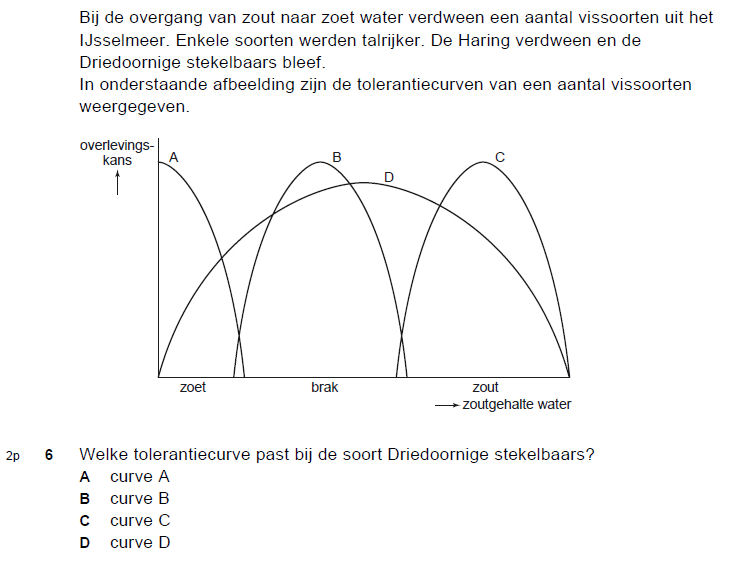 Bij de overgang van zout naar zoet water verdween een aantal vissoorten uit het
IJsselmeer. Enkele soorten werden talrijker. De Haring verdween en de
Driedoornige stekelbaars bleef.
In onderstaande afbeelding zijn de tolerantiecurven van een aantal vissoorten
weergegeven.
overlevings-
kans
A
B
C
D
zoet
brak
zout
zoutgehalte water
2p 6 Welke tolerantiecurve past bij de soort Driedoornige stekelbaars?
A curve A
B curve B
C curve C
D curve D